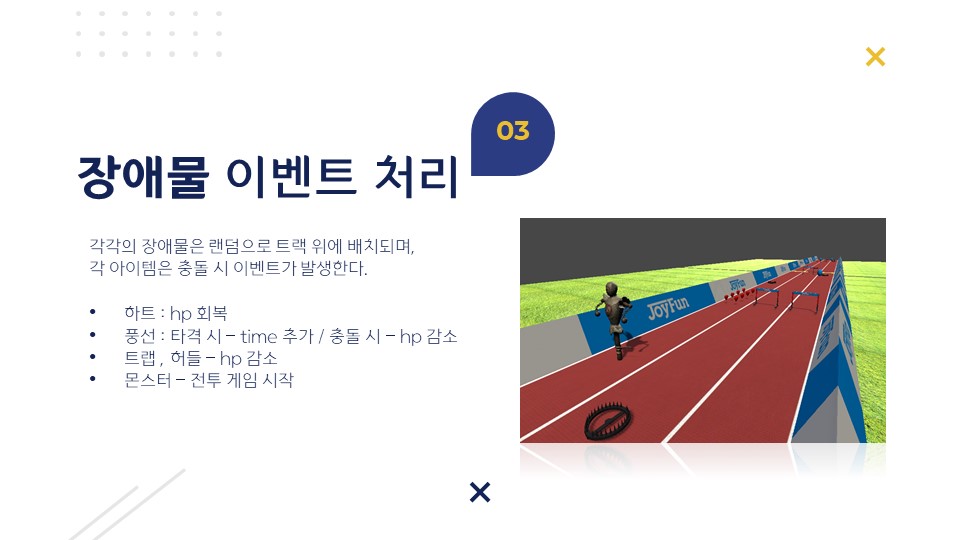 03
장애물 이벤트 처리
각각의 장애물은 랜덤으로 트랙 위에 배치되며,
각 아이템은 충돌 시 이벤트가 발생한다.
• 하트 : hp 회복
• 풍선 : 타격 시 – time 추가 / 충돌 시 – hp 감소
• 트랩 , 허들 – hp 감소
• 몬스터 – 전투 게임 시작
JoyFun
JoyFun